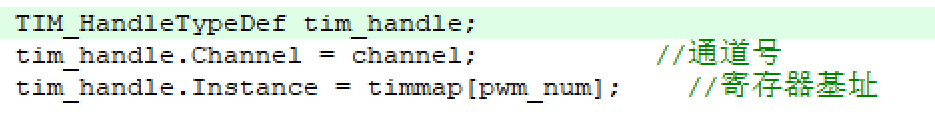 TIM_HandleTypeDef tim_handle;
tim_handle.Channel = channel; //通道号
tim_handle.Instance = timmap[pwm_num]; //寄存器基址